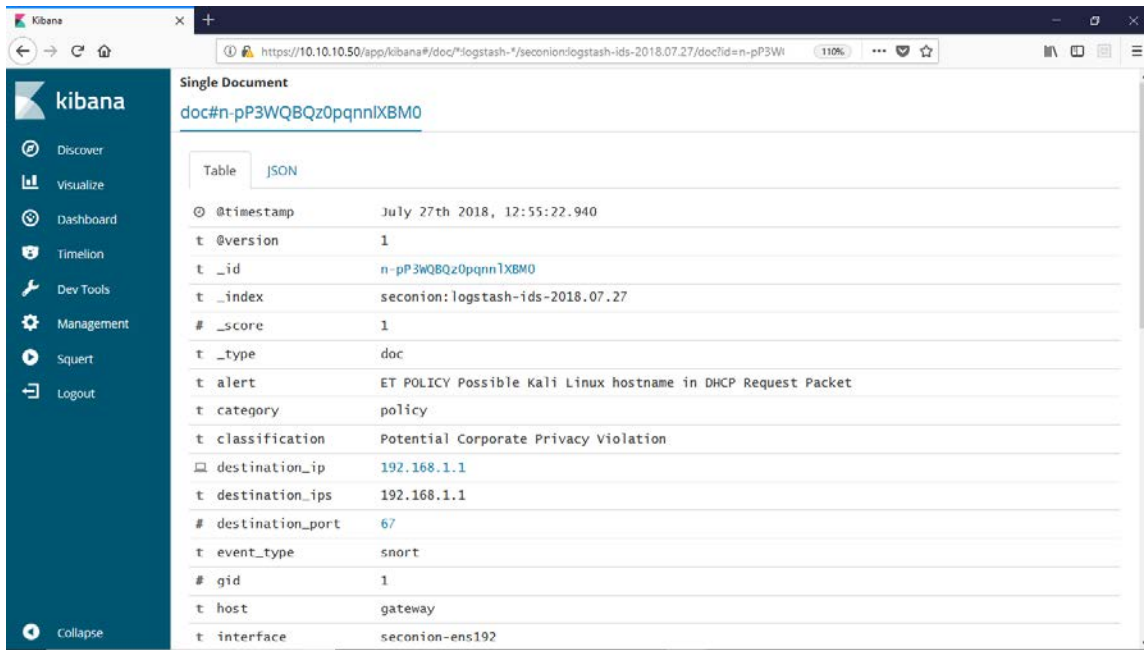 Kibana
https://10.10.10.50/app/kibana#/doc/*:logstash-*/seconion:logstash-ids-2018.07.27/doc?id=n-pP3W 110%
kibana
Discover
Visualize
Dashboard
Timelion
Dev Tools
Management
Squert
Logout
Collapse
Single Document
doc#n-pP3WQBQz0pqnnlXBM0
Table JSON
@timestamp July 27th 2018, 12:55:22.940
t @version 1
t _id n-pP3WQBQz0pqnnlXBM0
t _index seconion:logstash-ids-2018.07.27
# _score 1
t _type doc
t alert ET POLICY Possible Kali Linux hostname in DHCP Request Packet
t category policy
t classification Potential Corporate Privacy Violation
destination_ip 192.168.1.1
t destination_ips 192.168.1.1
# destination_port 67
t event_type snort
# gid 1
t host gateway
t interface seconion-ens192